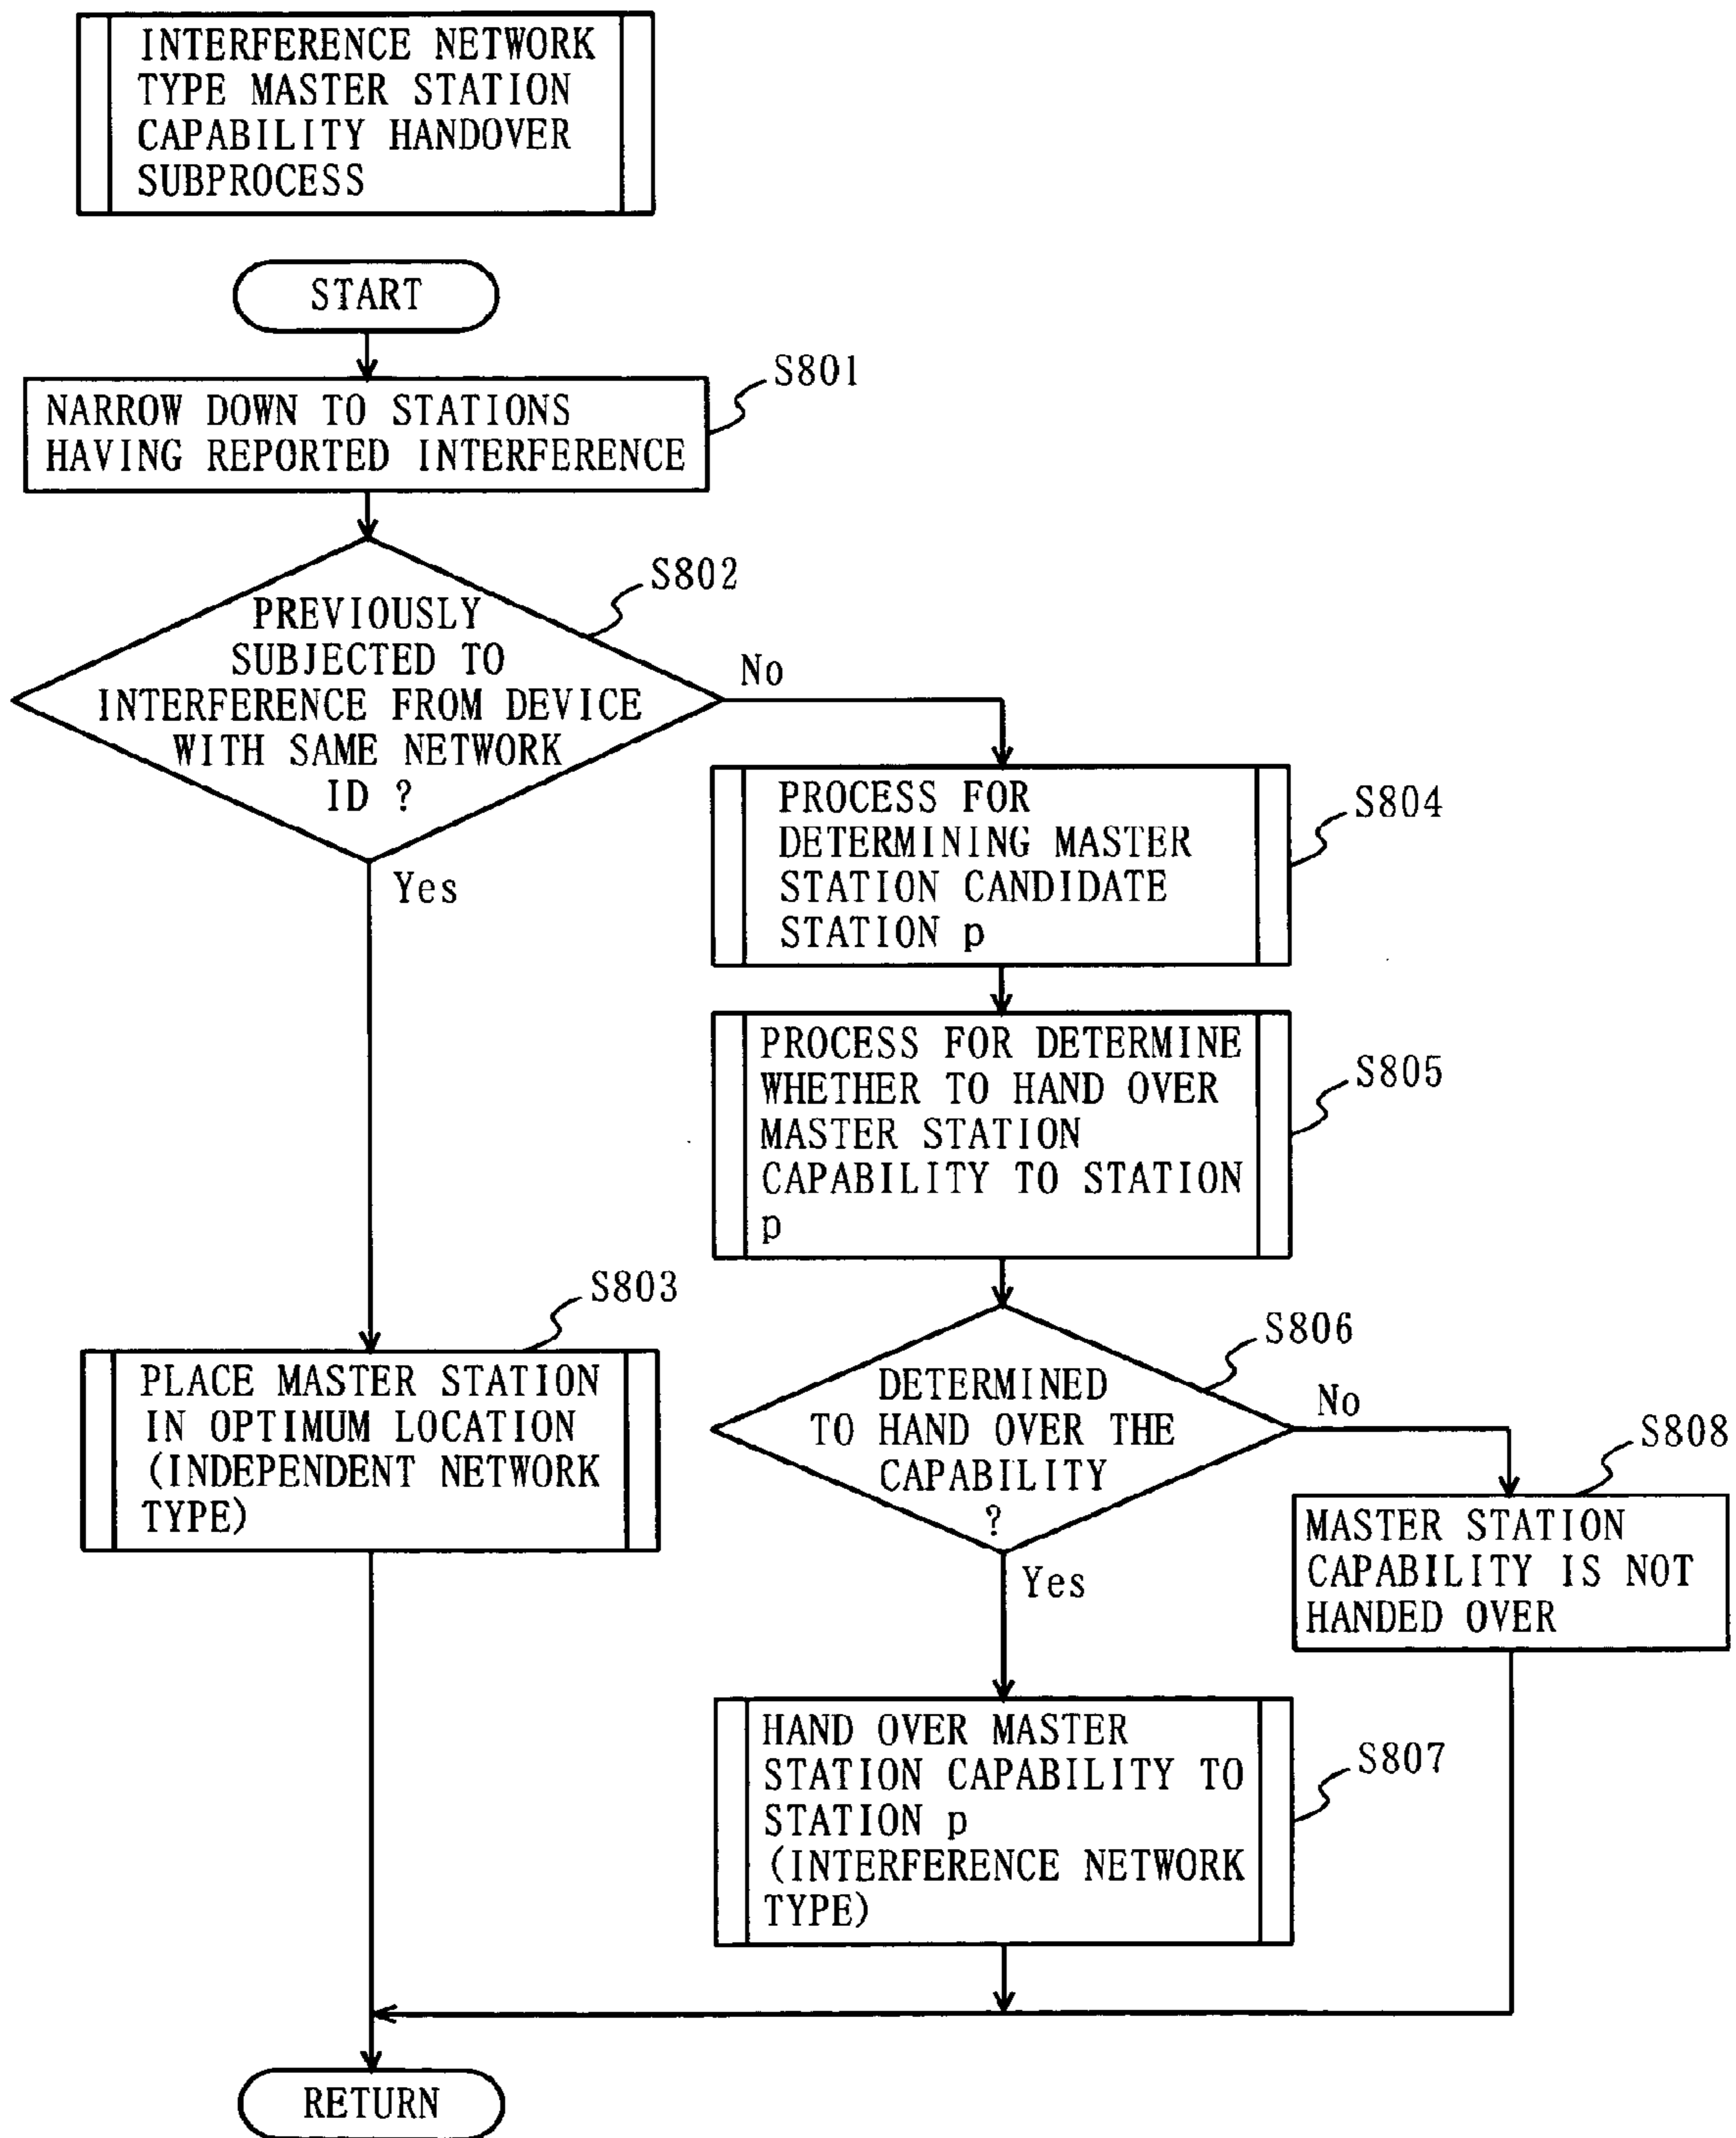 INTERFERENCE NETWORK
TYPE MASTER STATION
CAPABILITY HANDOVER
SUBPROCESS
START
S801
NARROW DOWN TO STATIONS
HAVING REPORTED INTERFERENCE
S802
PREVIOUSLY
SUBJECTED TO
INTERFERENCE FROM DEVICE
WITH SAME NETWORK
ID ?
No
Yes
S804
PROCESS FOR
DETERMINING MASTER
STATION CANDIDATE
STATION p
S805
PROCESS FOR DETERMINE
WHETHER TO HAND OVER
MASTER STATION
CAPABILITY TO STATION
p
S803
PLACE MASTER STATION
IN OPTIMUM LOCATION
(INDEPENDENT NETWORK
TYPE)
S806
DETERMINED
TO HAND OVER THE
CAPABILITY
?
No
Yes
S808
MASTER STATION
CAPABILITY IS NOT
HANDED OVER
S807
HAND OVER MASTER
STATION CAPABILITY TO
STATION p
(INTERFERENCE NETWORK
TYPE)
RETURN